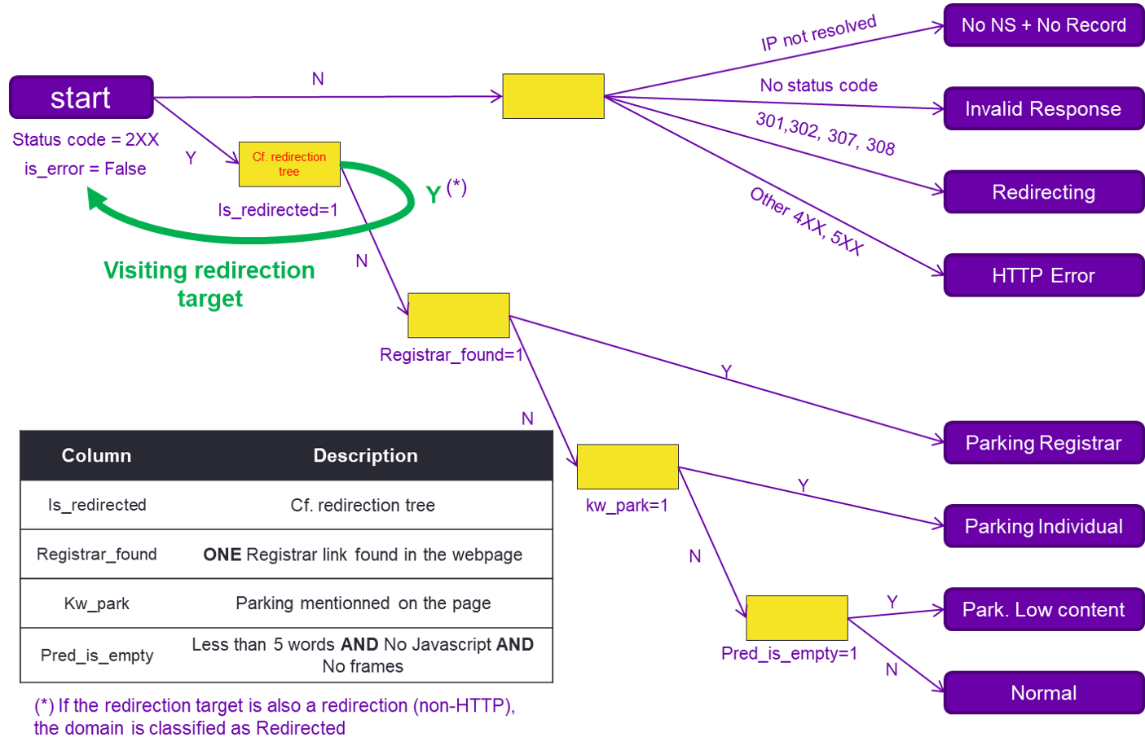 IP not resolved
No NS + No Record
N
start
No status code
Invalid Response
Status code = 2XX
is_error = False
Y
Cf. redirection
tree
301,302, 307, 308
Y (*)
Redirecting
Is_redirected=1
Other 4XX, 5XX
Visiting redirection
target
N
HTTP Error
Registrar_found=1
Y
N
Parking Registrar
kw_park=1
Y
Parking Individual
N
Y
Park. Low content
Pred_is_empty=1
N
Normal
Column Description
Is_redirected Cf. redirection tree
Registrar_found ONE Registrar link found in the webpage
Kw_park Parking mentionned on the page
Pred_is_empty Less than 5 words AND No Javascript AND
No frames
(*) If the redirection target is also a redirection (non-HTTP),
the domain is classified as Redirected